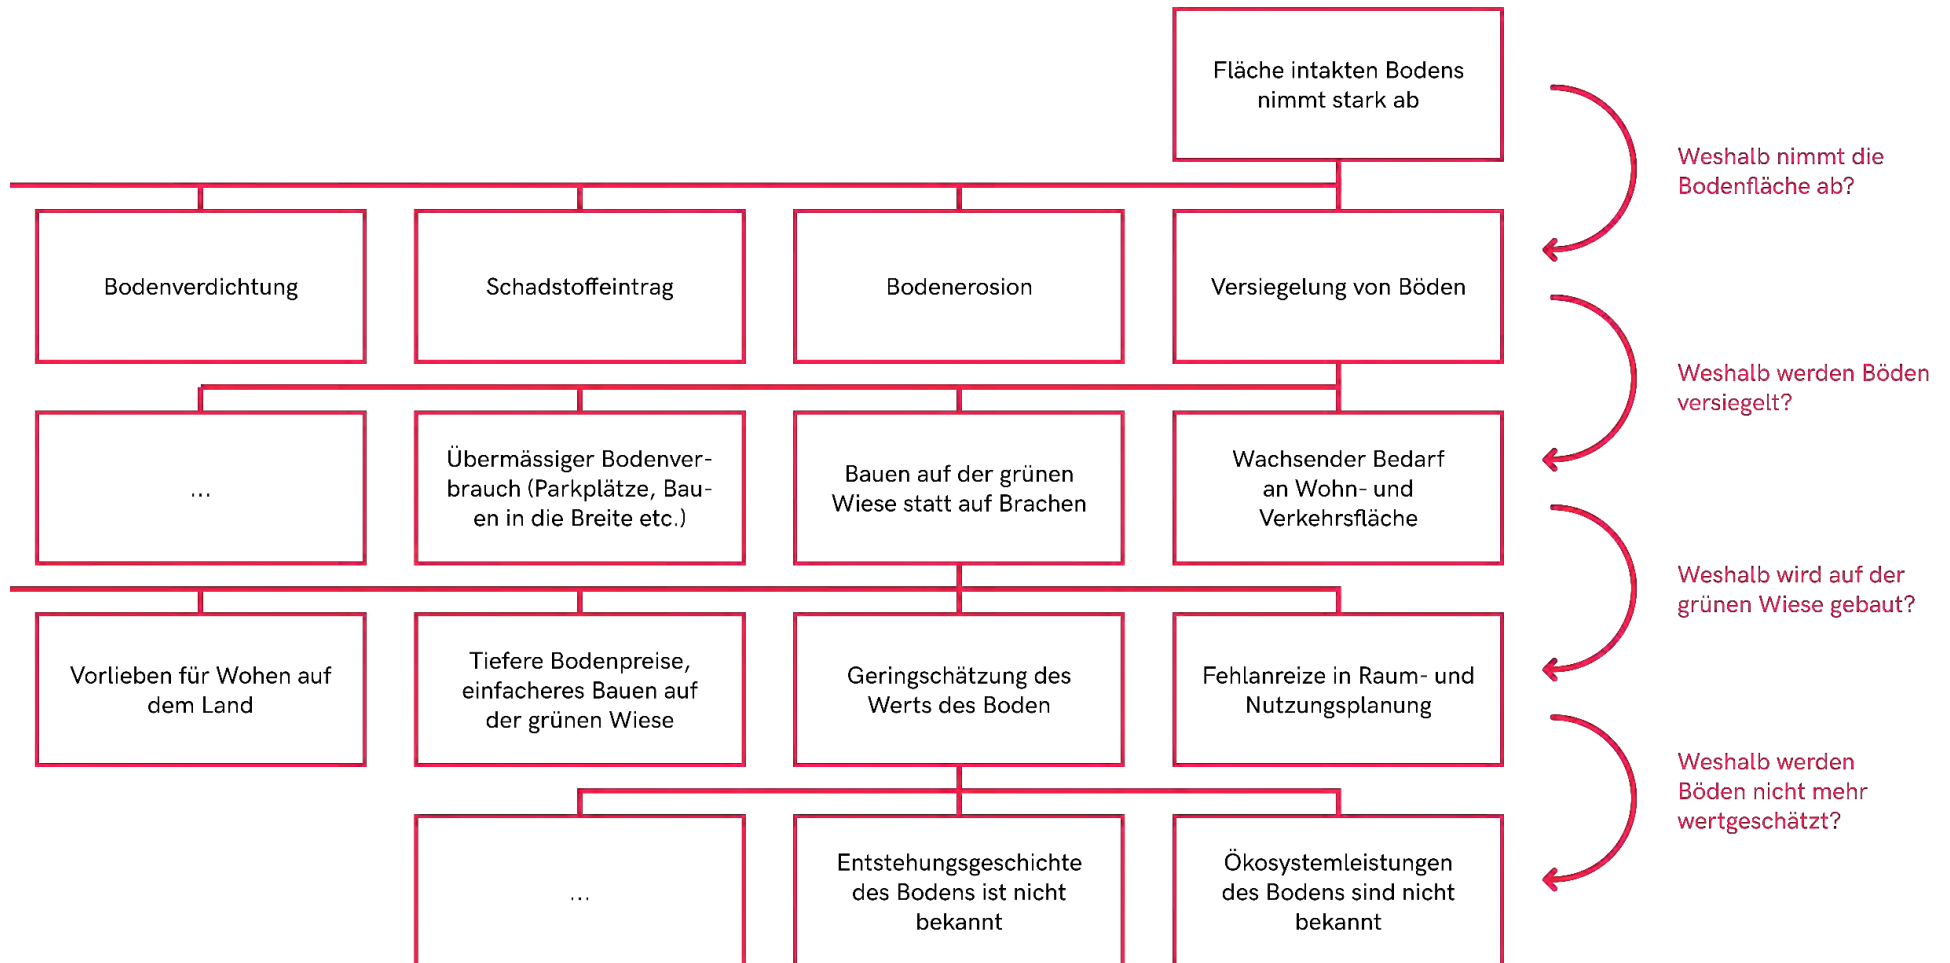 Fläche intakten Bodens
nimmt stark ab
Weshalb nimmt die
Bodenfläche ab?
Bodenverdichtung
Schadstoffeintrag
Bodenerosion
Versiegelung von Böden
Weshalb werden Böden
versiegelt?
...
Übermässiger Bodenver-
brauch (Parkplätze, Bau-
en in die Breite etc.)
Bauen auf der grünen
Wiese statt auf Brachen
Wachsender Bedarf
an Wohn- und
Verkehrsfläche
Weshalb wird auf der
grünen Wiese gebaut?
Vorlieben für Wohen auf
dem Land
Tiefere Bodenpreise,
einfacheres Bauen auf
der grünen Wiese
Geringschätzung des
Werts des Boden
Fehlanreize in Raum- und
Nutzungsplanung
Weshalb werden
Böden nicht mehr
wertgeschätzt?
...
Entstehungsgeschichte
des Bodens ist nicht
bekannt
Ökosystemleistungen
des Bodens sind nicht
bekannt